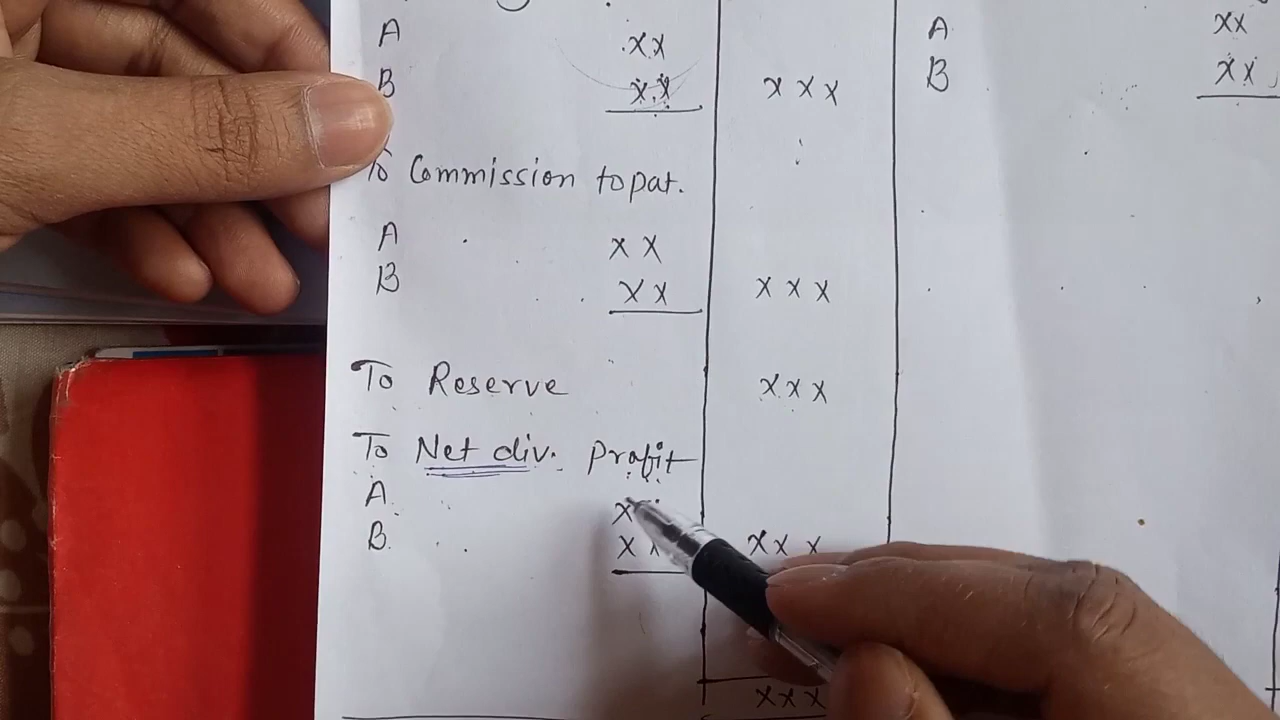 A xx xx
B xx xxx B xx
To Commission to pat.
A xx
B xx xxx
To Reserve xxx
To Net div. Profit
A
B xxx
xxx